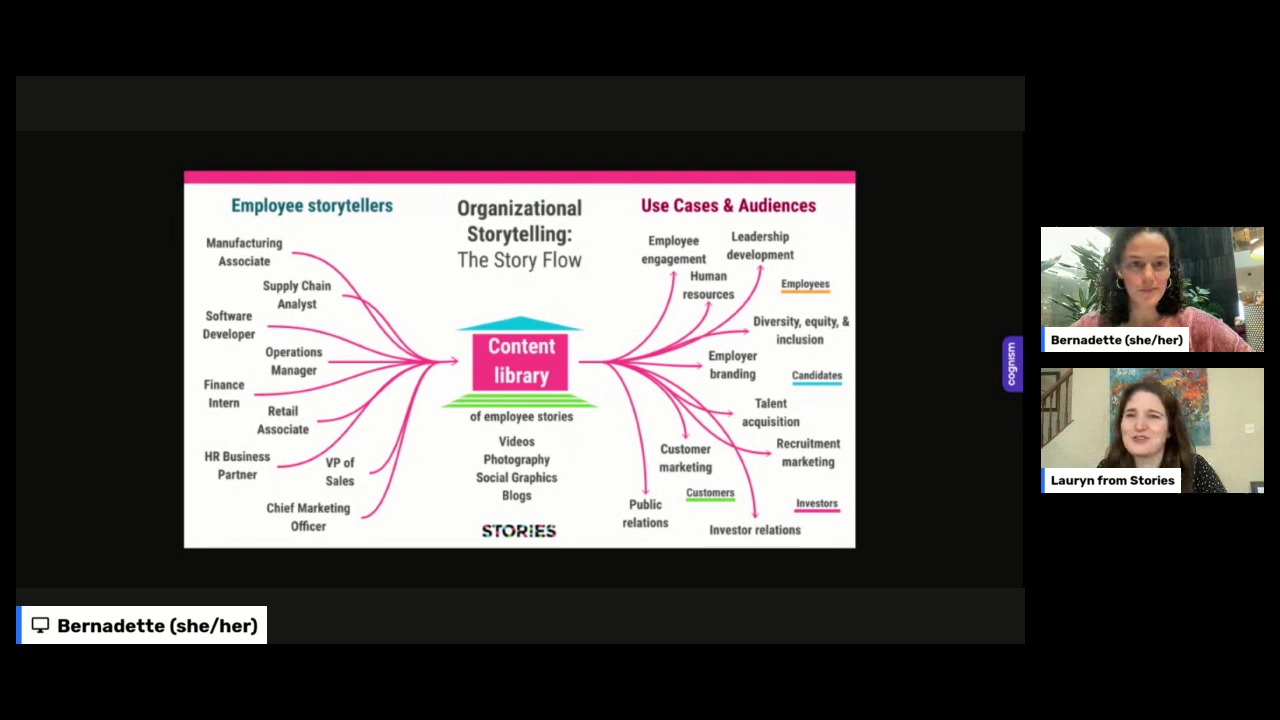 Employee storytellers
Manufacturing
Associate
Supply Chain
Analyst
Software
Developer
Operations
Manager
Finance
Intern
Retail
Associate
HR Business
Partner
VP of
Sales
Chief Marketing
Officer
Organizational
Storytelling:
The Story Flow
Content
library
of employee stories
Videos
Photography
Social Graphics
Blogs
STORIES
Use Cases & Audiences
Employee
engagement
Leadership
development
Human
resources
Employees
Diversity, equity, &
inclusion
Employer
branding
Candidates
Talent
acquisition
Customer
marketing
Recruitment
marketing
Customers
Investors
Public
relations
Investor relations
cognism
Bernadette (she/her)
Lauryn from Stories
Bernadette (she/her)